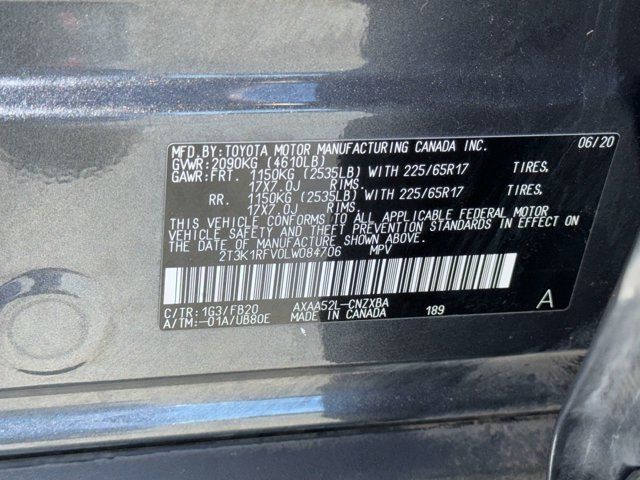 MFD.BY:TOYOTA MOTOR MANUFACTURING CANADA INC. 06/20
GVWR:2090KG (4610LB)
GAWR:FRT. 1150KG (2535LB) WITH 225/65R17 TIRES,
17X7.0J RIMS.
RR. 1150KG (2535LB) WITH 225/65R17 TIRES,
17X7.0J RIMS.
THIS VEHICLE CONFORMS TO ALL APPLICABLE FEDERAL MOTOR
VEHICLE SAFETY AND THEFT PREVENTION STANDARDS IN EFFECT ON
THE DATE OF MANUFACTURE SHOWN ABOVE.
2T3K1RFV0LW084706 MPV
C/TR: 1G3/FB20 AXAA52L-CNZXBA A
A/TM:-01A/UB80E MADE IN CANADA 189